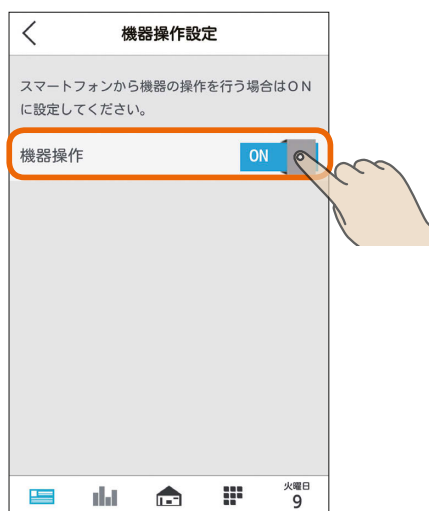 機器操作設定
スマートフォンから機器の操作を行う場合はＯＮ
に設定してください。
機器操作
ON
火曜日
9